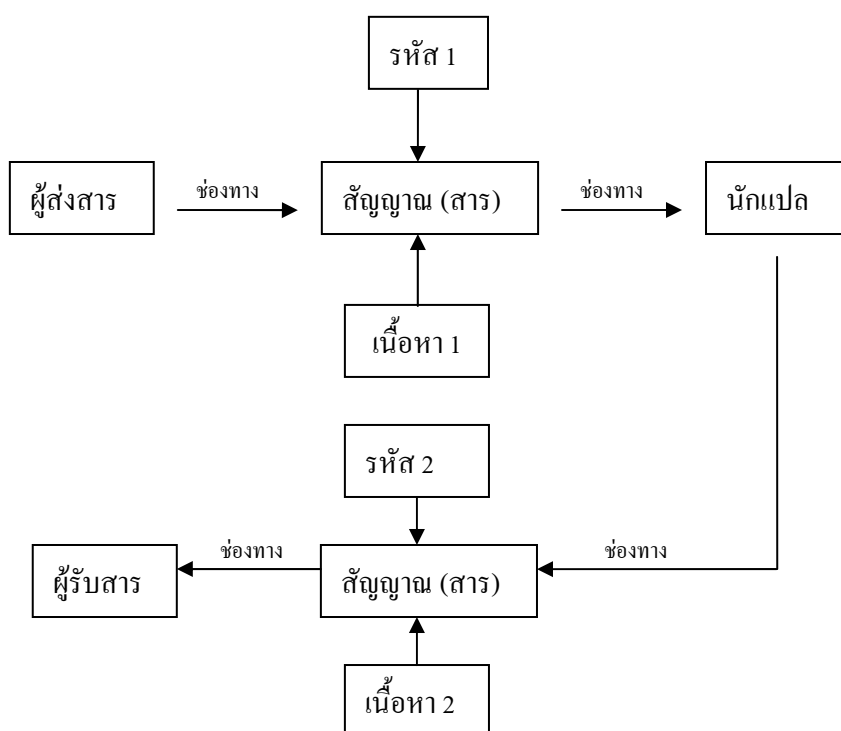 รหัส 1
ผู้ส่งสาร
ช่องทาง
สัญญาณ (สาร)
ช่องทาง
นักแปล
เนื้อหา 1
รหัส 2
ผู้รับสาร
ช่องทาง
สัญญาณ (สาร)
ช่องทาง
เนื้อหา 2